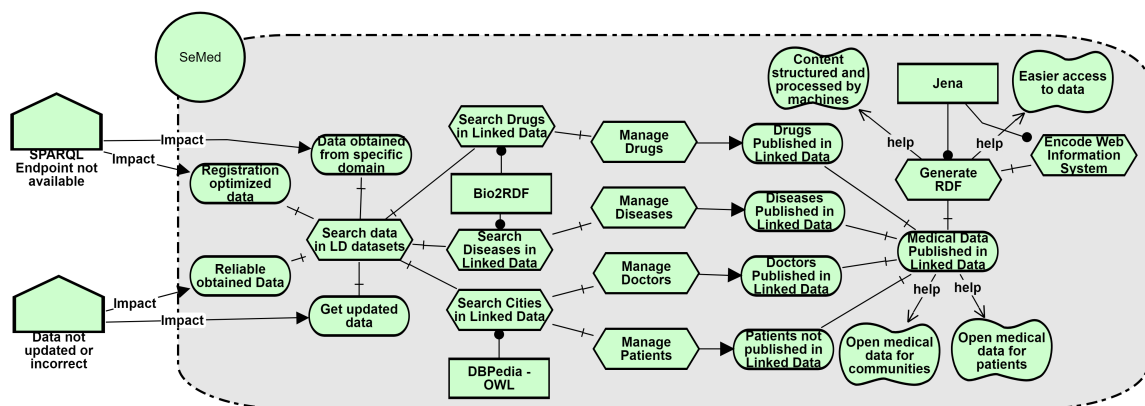 SeMed
SPARQL
Endpoint not
available
Impact
Impact
Data obtained
from specific
domain
Registration
optimized
data
Search data
in LD datasets
Reliable
obtained Data
Get updated
data
Data not
updated or
incorrect
Impact
Impact
Search Drugs
in Linked Data
Bio2RDF
Search
Diseases in
Linked Data
Search Cities
in Linked Data
DBPedia -
OWL
Manage
Drugs
Manage
Diseases
Manage
Doctors
Manage
Patients
Drugs
Published in
Linked Data
Diseases
Published in
Linked Data
Doctors
Published in
Linked Data
Patients not
published in
Linked Data
Content
structured and
processed by
machines
Jena
Easier access
to data
help
help
Encode Web
Information
System
Generate
RDF
Medical Data
Published in
Linked Data
help
help
Open medical
data for
communities
Open medical
data for
patients